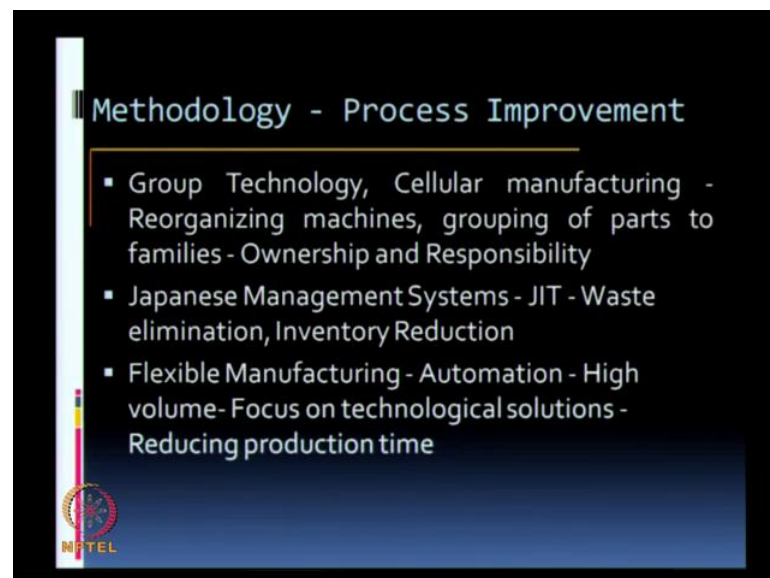 Methodology - Process Improvement
▪ Group Technology, Cellular manufacturing -
Reorganizing machines, grouping of parts to
families - Ownership and Responsibility
▪ Japanese Management Systems - JIT - Waste
elimination, Inventory Reduction
▪ Flexible Manufacturing - Automation - High
volume- Focus on technological solutions -
Reducing production time
NPTEL